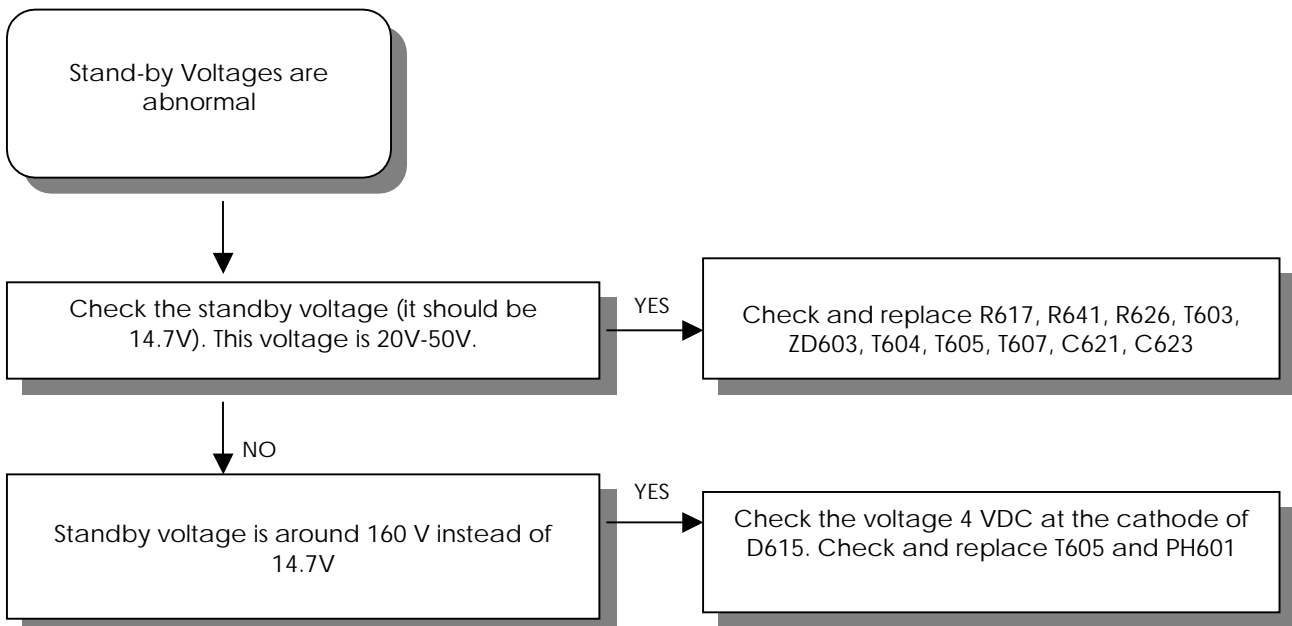 Stand-by Voltages are
abnormal
Check the standby voltage (it should be
14.7V). This voltage is 20V-50V.
YES
Check and replace R617, R641, R626, T603,
ZD603, T604, T605, T607, C621, C623
NO
Standby voltage is around 160 V instead of
14.7V
YES
Check the voltage 4 VDC at the cathode of
D615. Check and replace T605 and PH601